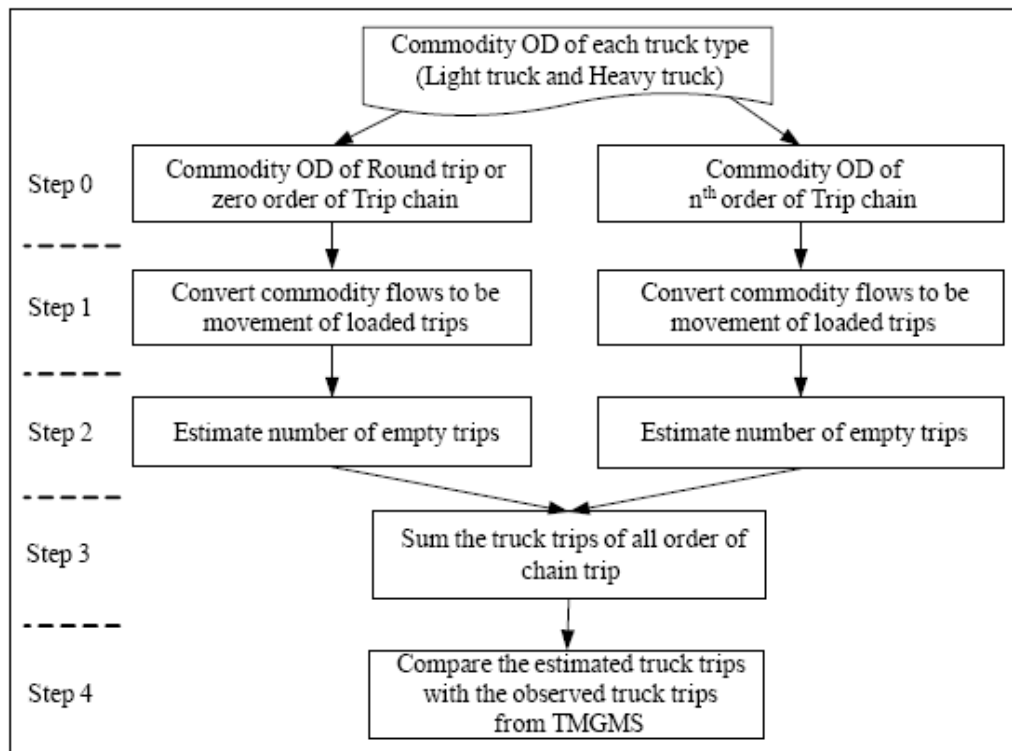 Commodity OD of each truck type
(Light truck and Heavy truck)
Step 0
Commodity OD of Round trip or
zero order of Trip chain
Commodity OD of
nth order of Trip chain
Step 1
Convert commodity flows to be
movement of loaded trips
Convert commodity flows to be
movement of loaded trips
Step 2
Estimate number of empty trips
Estimate number of empty trips
Step 3
Sum the truck trips of all order of
chain trip
Step 4
Compare the estimated truck trips
with the observed truck trips
from TMGMS